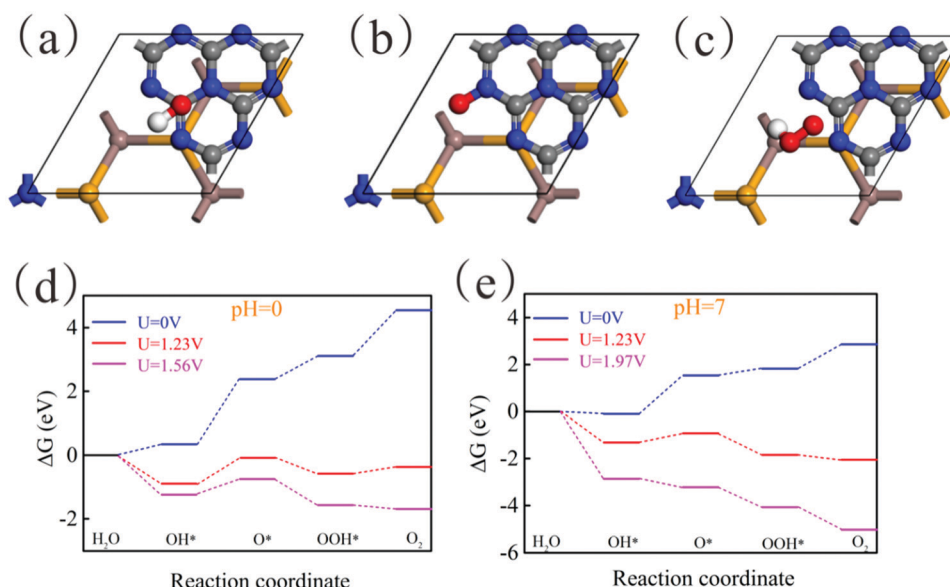 (a)
(b)
(c)
(d)
pH=0
U=0V
U=1.23V
U=1.56V
ΔG (eV)
4
2
0
-2
H₂O
OH*
O*
OOH*
O₂
Reaction coordinate
(e)
pH=7
U=0V
U=1.23V
U=1.97V
ΔG (eV)
4
2
0
-2
-4
-6
H₂O
OH*
O*
OOH*
O₂
Reaction coordinate